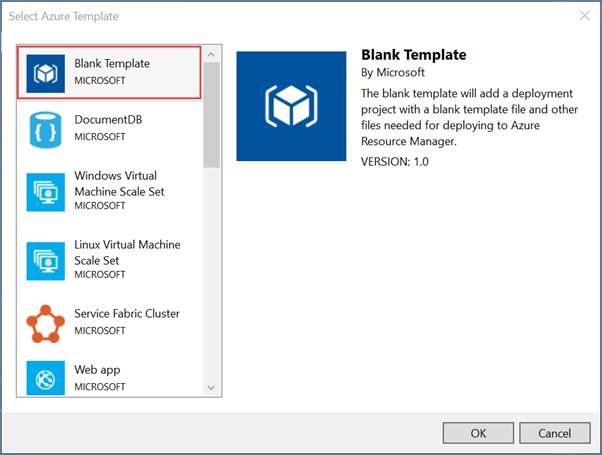 Select Azure Template
Blank Template
MICROSOFT
DocumentDB
MICROSOFT
Windows Virtual
Machine Scale Set
MICROSOFT
Linux Virtual Machine
Scale Set
MICROSOFT
Service Fabric Cluster
MICROSOFT
Web app
MICROSOFT
Blank Template
By Microsoft
The blank template will add a deployment
project with a blank template file and other
files needed for deploying to Azure
Resource Manager.
VERSION: 1.0
OK
Cancel